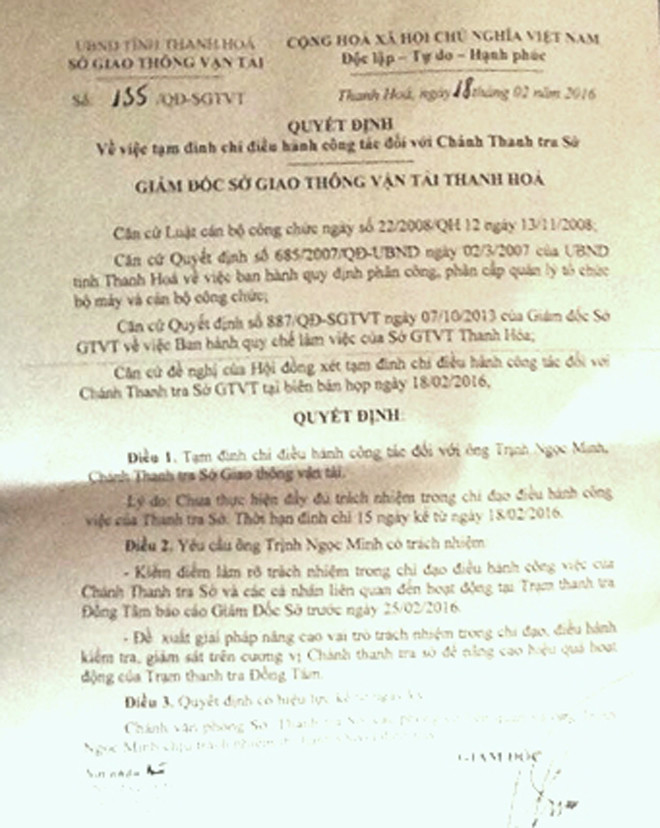 UBND TỈNH THANH HOÁ
SỞ GIAO THÔNG VẬN TẢI
CỘNG HOÀ XÃ HỘI CHỦ NGHĨA VIỆT NAM
Độc lập – Tự do – Hạnh phúc
Số: 155 /QĐ-SGTVT
Thanh Hoá, ngày 18 tháng 02 năm 2016
QUYẾT ĐỊNH
Về việc tạm đình chỉ điều hành công tác đối với Chánh Thanh tra Sở
GIÁM ĐỐC SỞ GIAO THÔNG VẬN TẢI THANH HOÁ
Căn cứ Luật cán bộ công chức ngày số 22/2008/QH 12 ngày 13/11/2008;
Căn cứ Quyết định số 685/2007/QĐ-UBND ngày 02/3/2007 của UBND
tỉnh Thanh Hoá về việc ban hành quy định phân công, phân cấp quản lý tổ chức
bộ máy và cán bộ công chức;
Căn cứ Quyết định số 887/QĐ-SGTVT ngày 07/10/2013 của Giám đốc Sở
GTVT về việc Ban hành quy chế làm việc của Sở GTVT Thanh Hóa;
Căn cứ đề nghị của Hội đồng xét tạm đình chỉ điều hành công tác đối với
Chánh Thanh tra Sở GTVT tại biên bản họp ngày 18/02/2016,
QUYẾT ĐỊNH:
Điều 1. Tạm đình chỉ điều hành công tác đối với ông Trịnh Ngọc Minh,
Chánh Thanh tra Sở Giao thông vận tải.
Lý do: Chưa thực hiện đầy đủ trách nhiệm trong chỉ đạo điều hành công
việc của Thanh tra Sở. Thời hạn đình chỉ 15 ngày kể từ ngày 18/02/2016.
Điều 2. Yêu cầu ông Trịnh Ngọc Minh có trách nhiệm
- Kiểm điểm làm rõ trách nhiệm trong chỉ đạo điều hành công việc của
Chánh Thanh tra Sở và các cá nhân liên quan đến hoạt động tại Trạm thanh tra
Đồng Tâm báo cáo Giám Đốc Sở trước ngày 25/02/2016.
- Đề xuất giải pháp nâng cao vai trò trách nhiệm trong chỉ đạo, điều hành
kiểm tra, giám sát trên cương vị Chánh thanh tra sở để nâng cao hiệu quả hoạt
động của Trạm thanh tra Đồng Tâm.
Điều 3. Quyết định có hiệu lực kể từ ngày ký.
Chánh văn phòng Sở, Thanh tra Sở
Ngọc Minh chịu trách nhiệm
Nơi nhận
GIÁM ĐỐC